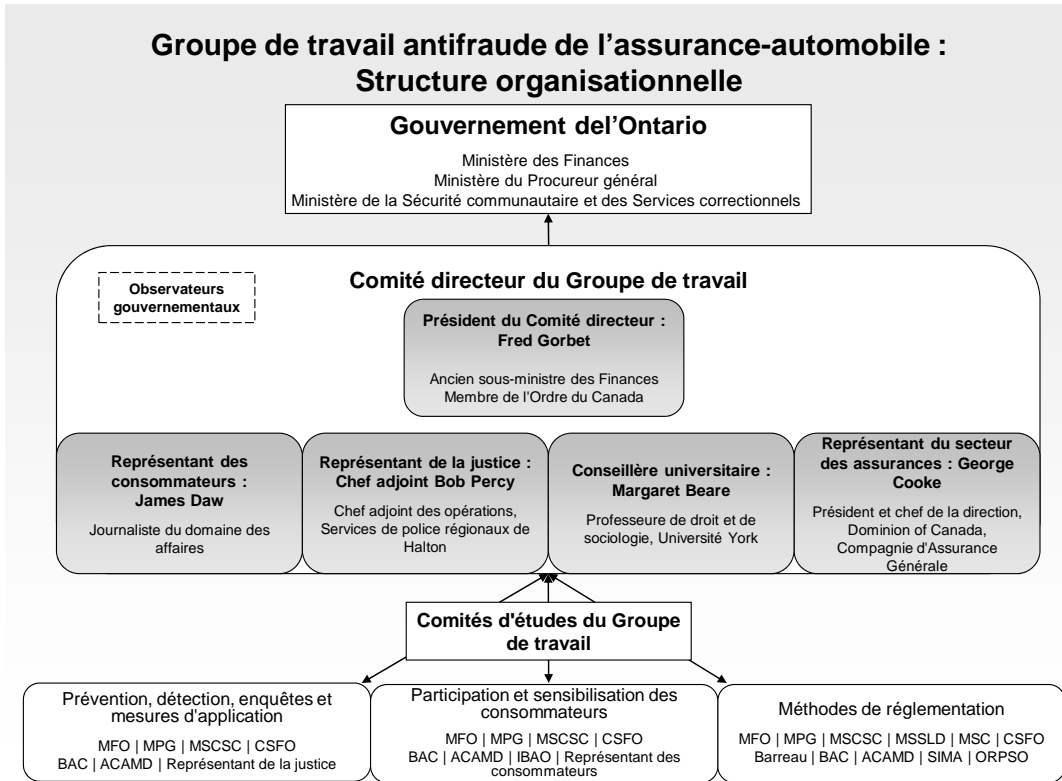 Groupe de travail antifraude de l'assurance-automobile :
Structure organisationnelle
Gouvernement del'Ontario
Ministère des Finances
Ministère du Procureur général
Ministère de la Sécurité communautaire et des Services correctionnels
Observateurs
gouvernementaux
Comité directeur du Groupe de travail
Président du Comité directeur :
Fred Gorbet
Ancien sous-ministre des Finances
Membre de l'Ordre du Canada
Représentant des
consommateurs :
James Daw
Journaliste du domaine des
affaires
Représentant de la justice :
Chef adjoint Bob Percy
Chef adjoint des opérations,
Services de police régionaux de
Halton
Conseillère universitaire :
Margaret Beare
Professeure de droit et de
sociologie, Université York
Représentant du secteur
des assurances : George
Cooke
Président et chef de la direction,
Dominion of Canada,
Compagnie d'Assurance
Générale
Comités d'études du Groupe
de travail
Prévention, détection, enquêtes et
mesures d'application
MFO | MPG | MSCSC | CSFO
BAC | ACAMD | Représentant de la justice
Participation et sensibilisation des
consommateurs
MFO | MPG | MSCSC | CSFO
BAC | ACAMD | IBAO | Représentant des
consommateurs
Méthodes de réglementation
MFO | MPG | MSCSC | MSSLD | MSC | CSFO
Barreau | BAC | ACAMD | SIMA | ORPSO